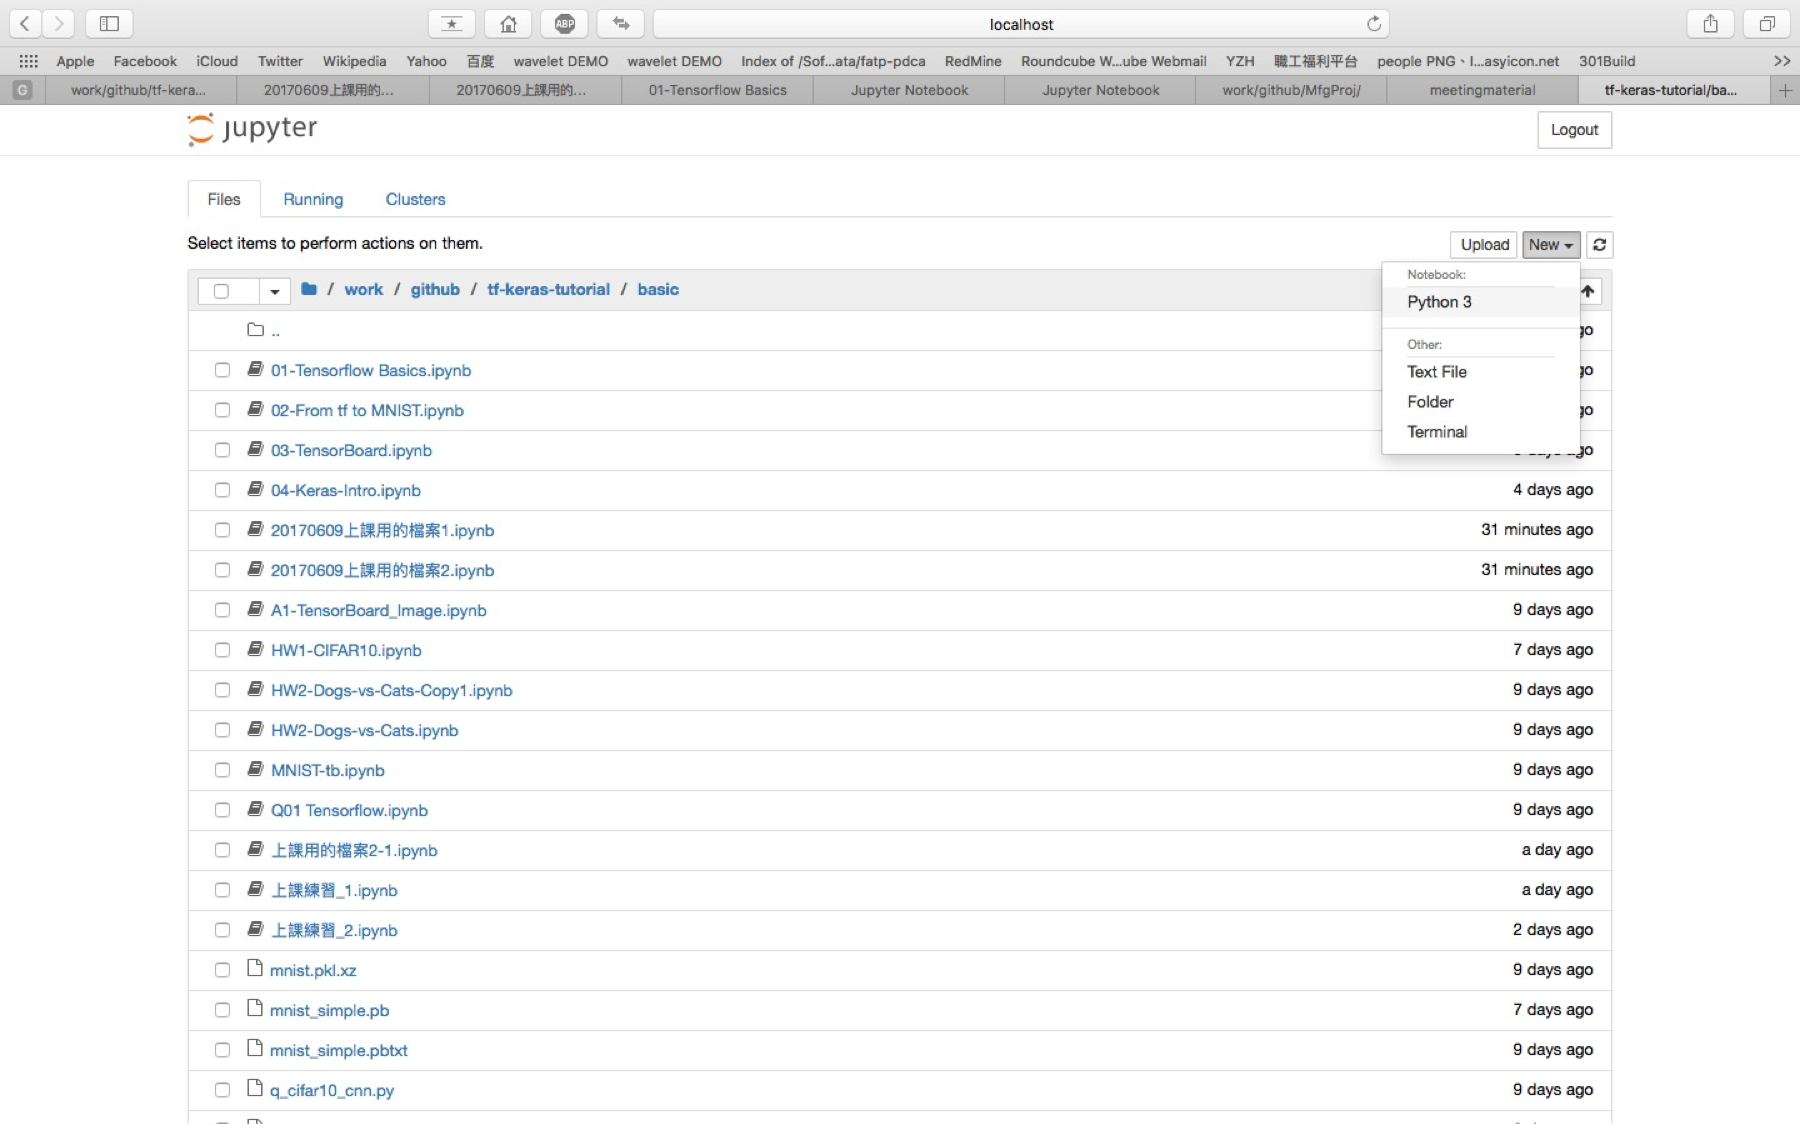 ABP
localhost
Apple Facebook iCloud Twitter Wikipedia Yahoo 百度 wavelet DEMO wavelet DEMO Index of /Sof...ata/fatp-pdca RedMine Roundcube W...ube Webmail YZH 職工福利平台 people PNG、I...asyicon.net 301Build >>
G work/github/tf-kera... 20170609上課用的... 20170609上課用的... 01-Tensorflow Basics Jupyter Notebook Jupyter Notebook work/github/MfgProj/ meetingmaterial tf-keras-tutorial/ba... +
jupyter Logout
Files Running Clusters
Select items to perform actions on them. Upload New
/ work / github / tf-keras-tutorial / basic
Notebook:
Python 3
Other:
Text File
Folder
Terminal
..
go
01-Tensorflow Basics.ipynb
go
02-From tf to MNIST.ipynb
go
03-TensorBoard.ipynb
go
04-Keras-Intro.ipynb 4 days ago
20170609上課用的檔案1.ipynb 31 minutes ago
20170609上課用的檔案2.ipynb 31 minutes ago
A1-TensorBoard_Image.ipynb 9 days ago
HW1-CIFAR10.ipynb 7 days ago
HW2-Dogs-vs-Cats-Copy1.ipynb 9 days ago
HW2-Dogs-vs-Cats.ipynb 9 days ago
MNIST-tb.ipynb 9 days ago
Q01 Tensorflow.ipynb 9 days ago
上課用的檔案2-1.ipynb a day ago
上課練習_1.ipynb a day ago
上課練習_2.ipynb 2 days ago
mnist.pkl.xz 9 days ago
mnist_simple.pb 7 days ago
mnist_simple.pbtxt 9 days ago
q_cifar10_cnn.py 9 days ago